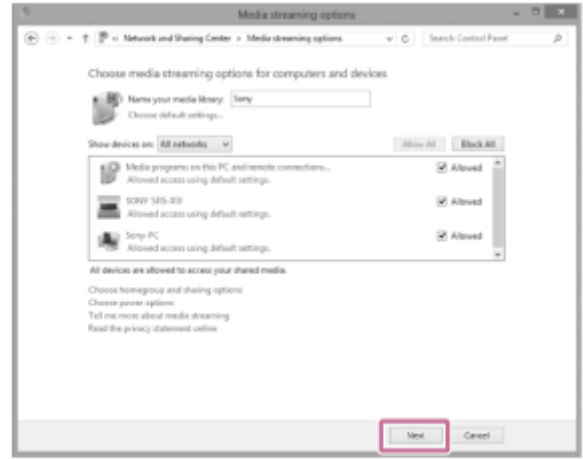 Media streaming options
« Network and Sharing Center › Media streaming options
Search Control Panel
Choose media streaming options for computers and devices
Name your media library: Sony
Choose default settings...
Show devices on: All networks
Allow All
Block All
Media programs on this PC and remote connections...
Allowed access using default settings.
Allowed
SONY
Allowed access using default settings.
Allowed
Sony-PC
Allowed access using default settings.
Allowed
All devices are allowed to access your shared media.
Choose homegroup and sharing options
Choose power options
Tell me more about media streaming
Read the privacy statement online
Next
Cancel